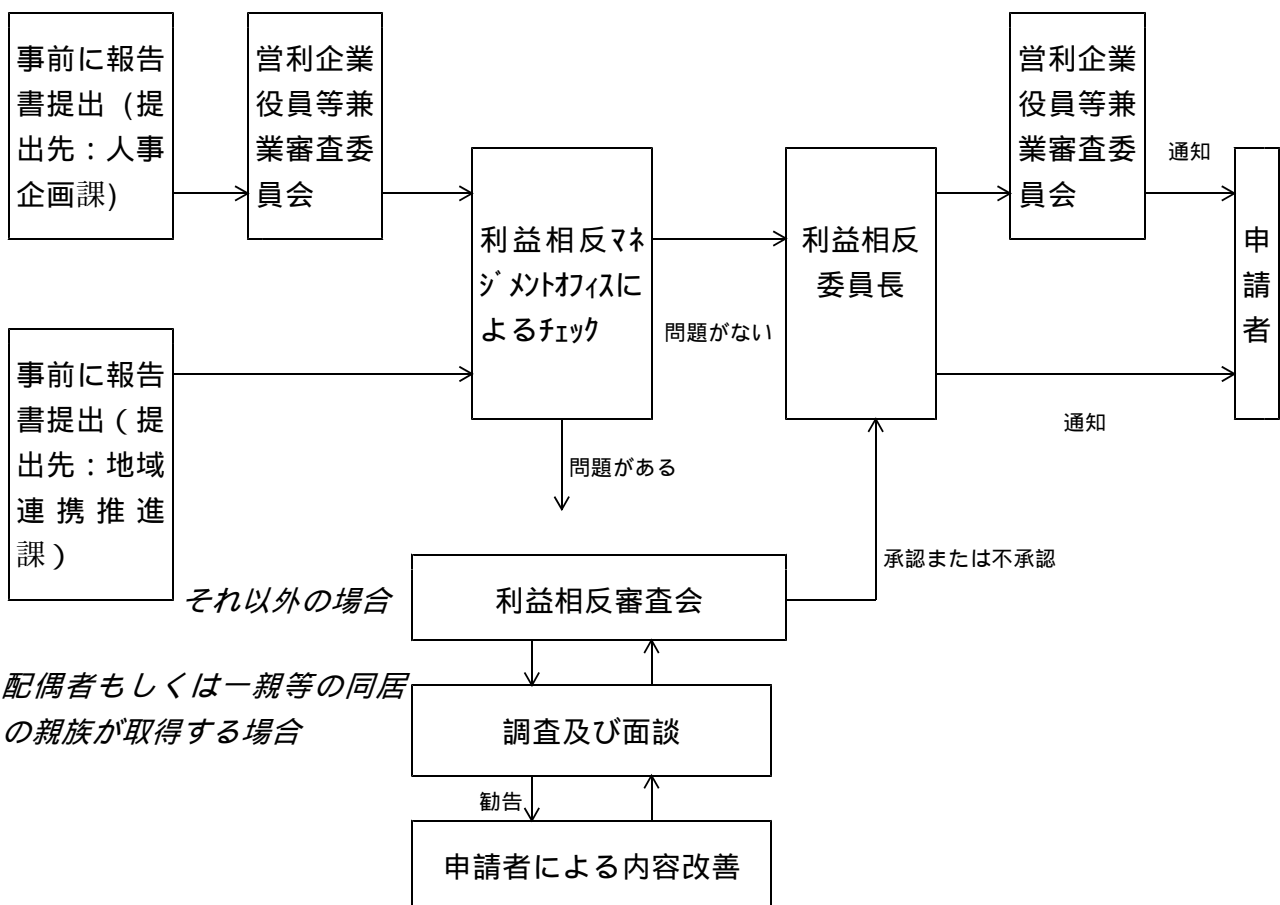 事前に報告
書提出（提
出先：人事
企画課)
営利企業
役員等兼
業審査委
員会
利益相反ﾏﾈ
ｼﾞﾒﾝﾄｵﾌｨｽに
よるﾁｪｯｸ
問題がない
問題がある
利益相反
委員長
営利企業
役員等兼
業審査委
員会
通知
申
請
者
通知
事前に報告
書提出（提
出先：地域
連携推進
課）
それ以外の場合
利益相反審査会
承認または不承認
配偶者もしくは一親等の同居
の親族が取得する場合
調査及び面談
勧告
申請者による内容改善